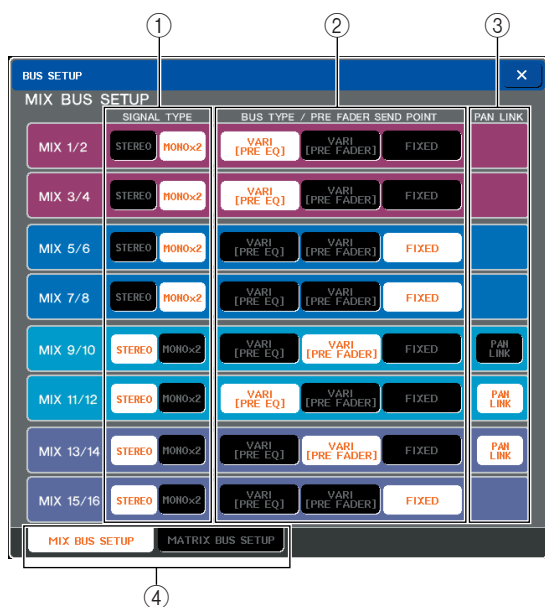 ① ② ③
BUS SETUP ×
MIX BUS SETUP
SIGNAL TYPE BUS TYPE / PRE FADER SEND POINT PAN LINK
MIX 1/2 STEREO MONOx2 VARI [PRE EQ] VARI [PRE FADER] FIXED
MIX 3/4 STEREO MONOx2 VARI [PRE EQ] VARI [PRE FADER] FIXED
MIX 5/6 STEREO MONOx2 VARI [PRE EQ] VARI [PRE FADER] FIXED
MIX 7/8 STEREO MONOx2 VARI [PRE EQ] VARI [PRE FADER] FIXED
MIX 9/10 STEREO MONOx2 VARI [PRE EQ] VARI [PRE FADER] FIXED PAN LINK
MIX 11/12 STEREO MONOx2 VARI [PRE EQ] VARI [PRE FADER] FIXED PAN LINK
MIX 13/14 STEREO MONOx2 VARI [PRE EQ] VARI [PRE FADER] FIXED PAN LINK
MIX 15/16 STEREO MONOx2 VARI [PRE EQ] VARI [PRE FADER] FIXED
MIX BUS SETUP MATRIX BUS SETUP
④